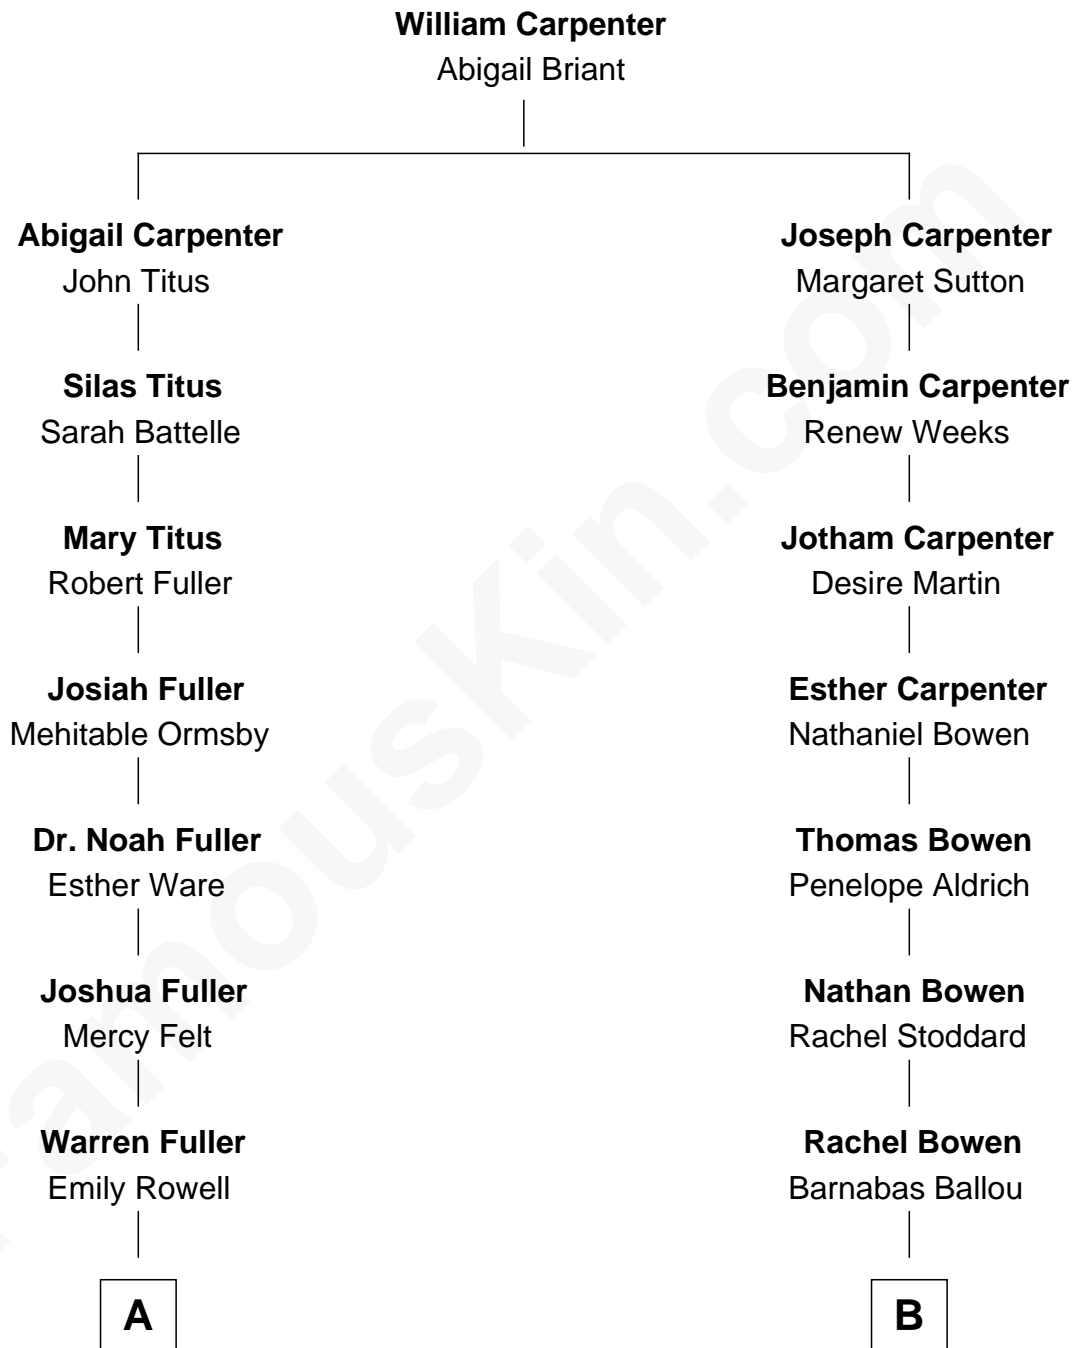 William Carpenter
Abigail Briant
Abigail Carpenter
John Titus
Silas Titus
Sarah Battelle
Mary Titus
Robert Fuller
Josiah Fuller
Mehitable Ormsby
Dr. Noah Fuller
Esther Ware
Joshua Fuller
Mercy Felt
Warren Fuller
Emily Rowell
A
Joseph Carpenter
Margaret Sutton
Benjamin Carpenter
Renew Weeks
Jotham Carpenter
Desire Martin
Esther Carpenter
Nathaniel Bowen
Thomas Bowen
Penelope Aldrich
Nathan Bowen
Rachel Stoddard
Rachel Bowen
Barnabas Ballou
B
FamousKin.com